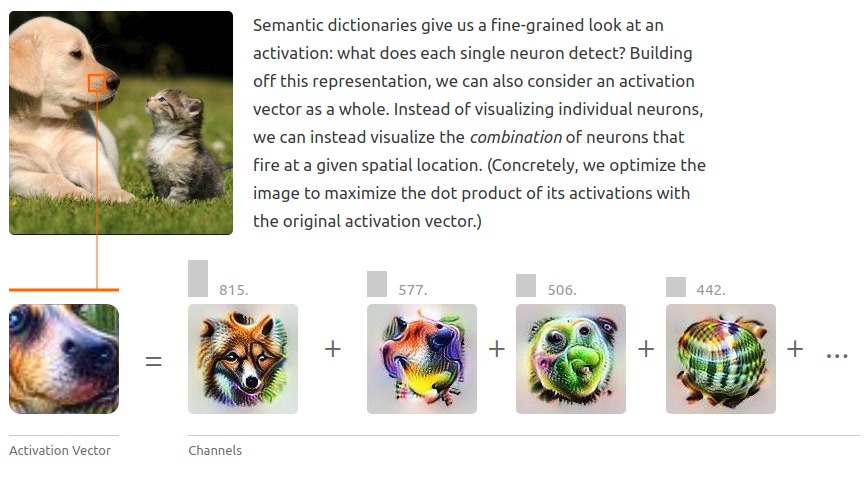 Semantic dictionaries give us a fine-grained look at an
activation: what does each single neuron detect? Building
off this representation, we can also consider an activation
vector as a whole. Instead of visualizing individual neurons,
we can instead visualize the combination of neurons that
fire at a given spatial location. (Concretely, we optimize the
image to maximize the dot product of its activations with
the original activation vector.)
815. 577. 506. 442.
= + + + + ...
Activation Vector Channels